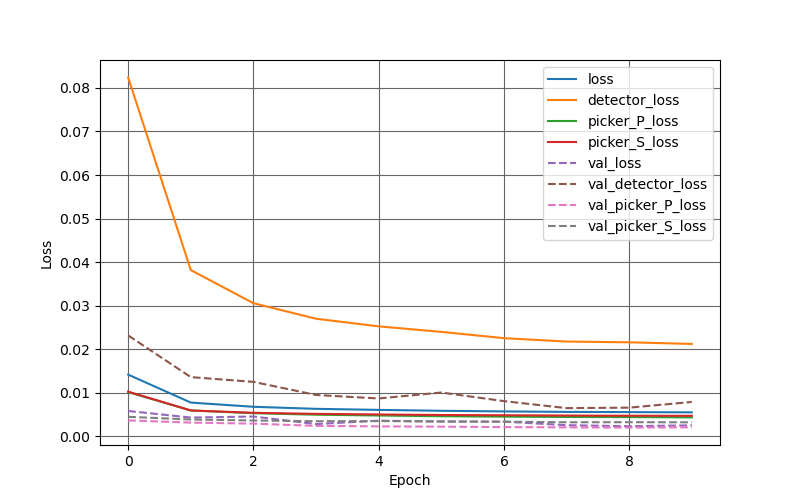 0.08
0.07
0.06
0.05
0.04
0.03
0.02
0.01
0.00
Loss
0 2 4 6 8
Epoch
loss
detector_loss
picker_P_loss
picker_S_loss
val_loss
val_detector_loss
val_picker_P_loss
val_picker_S_loss